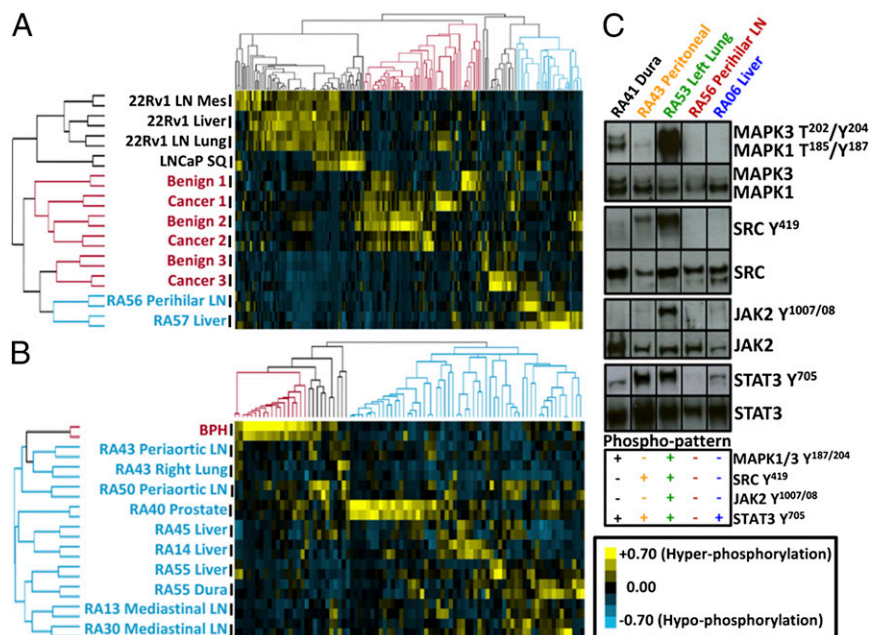 A
22Rv1 LN Mes
22Rv1 Liver
22Rv1 LN Lung
LNCaP SQ
Benign 1
Cancer 1
Benign 2
Cancer 2
Benign 3
Cancer 3
RA56 Perihilar LN
RA57 Liver
B
BPH
RA43 Periaortic LN
RA43 Right Lung
RA50 Periaortic LN
RA40 Prostate
RA45 Liver
RA14 Liver
RA55 Liver
RA55 Dura
RA13 Mediastinal LN
RA30 Mediastinal LN
C
RA41 Dura
RA43 Peritoneal
RA53 Left Lung
RA56 Perihilar LN
RA06 Liver
MAPK3 T²⁰²/Y²⁰⁴
MAPK1 T¹⁸⁵/Y¹⁸⁷
MAPK3
MAPK1
SRC Y⁴¹⁹
SRC
JAK2 Y¹⁰⁰⁷/⁰⁸
JAK2
STAT3 Y⁷⁰⁵
STAT3
Phospho-pattern
+ - + - - MAPK1/3 Y¹⁸⁷/²⁰⁴
- + + - - SRC Y⁴¹⁹
- - + - - JAK2 Y¹⁰⁰⁷/⁰⁸
+ + + - + STAT3 Y⁷⁰⁵
+0.70 (Hyper-phosphorylation)
0.00
-0.70 (Hypo-phosphorylation)